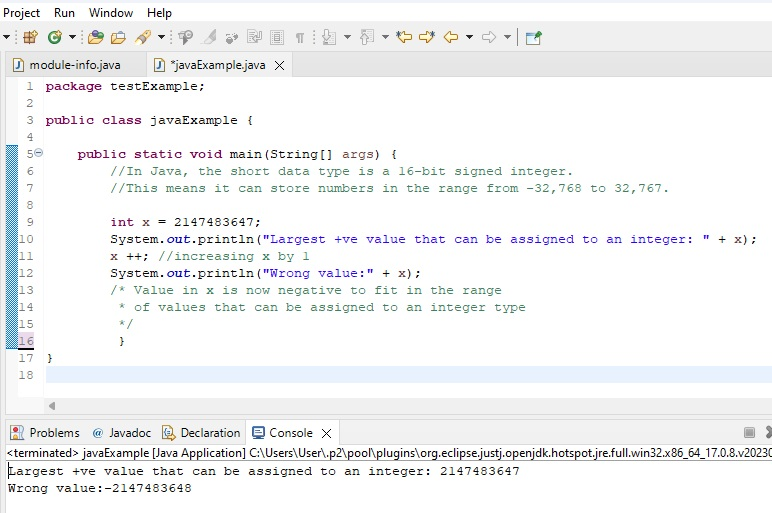 Project Run Window Help
module-info.java *javaExample.java
1 package testExample;
2
3 public class javaExample {
4
5 public static void main(String[] args) {
6 //In Java, the short data type is a 16-bit signed integer.
7 //This means it can store numbers in the range from -32,768 to 32,767.
8
9 int x = 2147483647;
10 System.out.println("Largest +ve value that can be assigned to an integer: " + x);
11 x ++; //increasing x by 1
12 System.out.println("Wrong value:" + x);
13 /* Value in x is now negative to fit in the range
14 * of values that can be assigned to an integer type
15 */
16 }
17 }
18
Problems @ Javadoc Declaration Console
<terminated> javaExample [Java Application] C:\Users\User\.p2\pool\plugins\org.eclipse.justj.openjdk.hotspot.jre.full.win32.x86_64_17.0.8.v20230
Largest +ve value that can be assigned to an integer: 2147483647
Wrong value:-2147483648